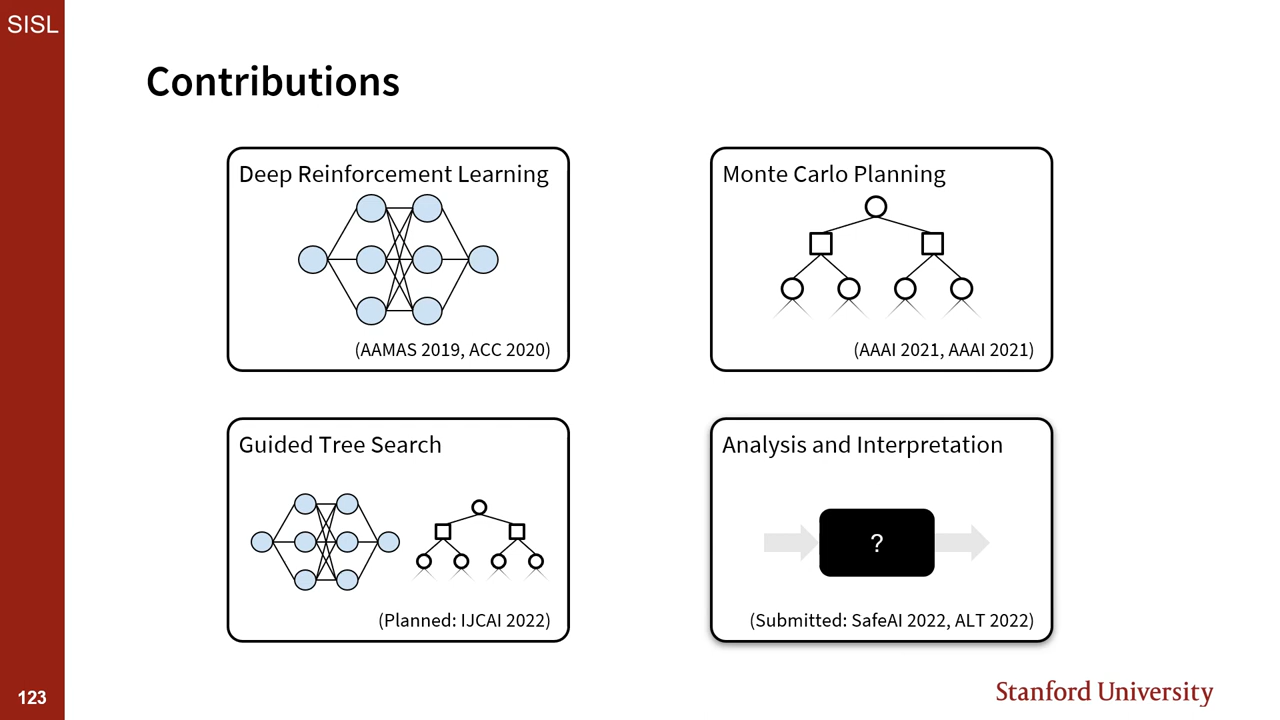 SISL
Contributions
Deep Reinforcement Learning
(AAMAS 2019, ACC 2020)
Monte Carlo Planning
(AAAI 2021, AAAI 2021)
Guided Tree Search
(Planned: IJCAI 2022)
Analysis and Interpretation
?
(Submitted: SafeAI 2022, ALT 2022)
123
Stanford University